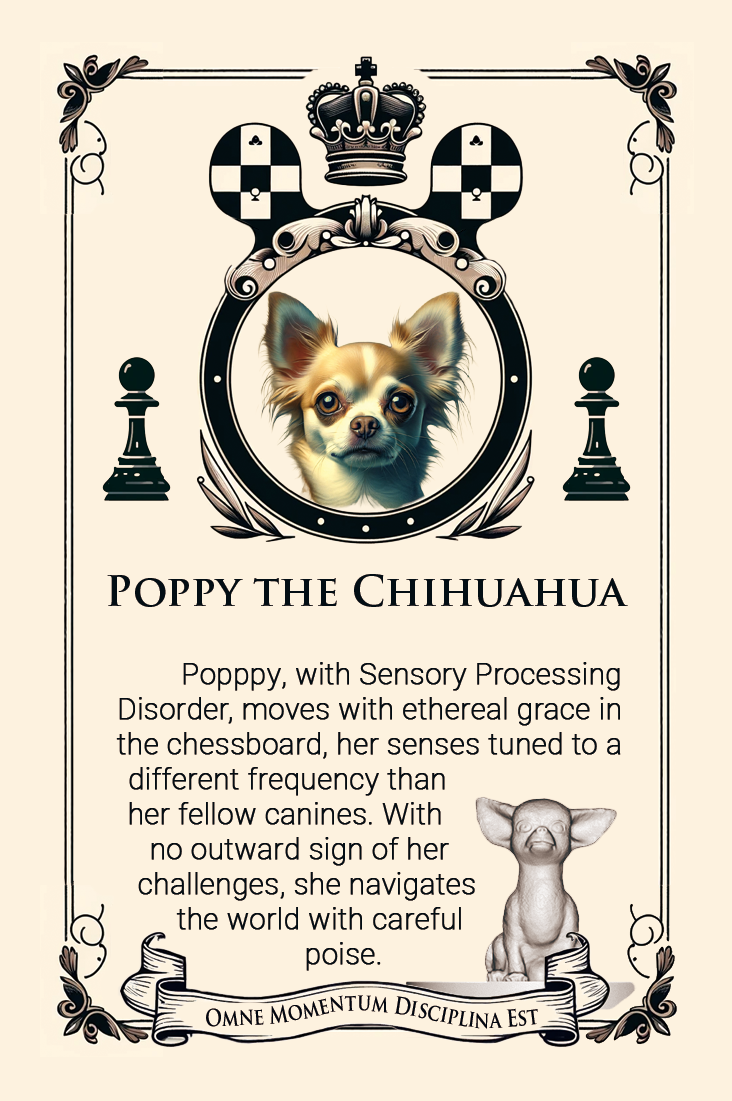 Poppy the Chihuahua
Popppy, with Sensory Processing
Disorder, moves with ethereal grace in
the chessboard, her senses tuned to a
different frequency than
her fellow canines. With
no outward sign of her
challenges, she navigates
the world with careful
poise.
Omne Momentum Disciplina Est